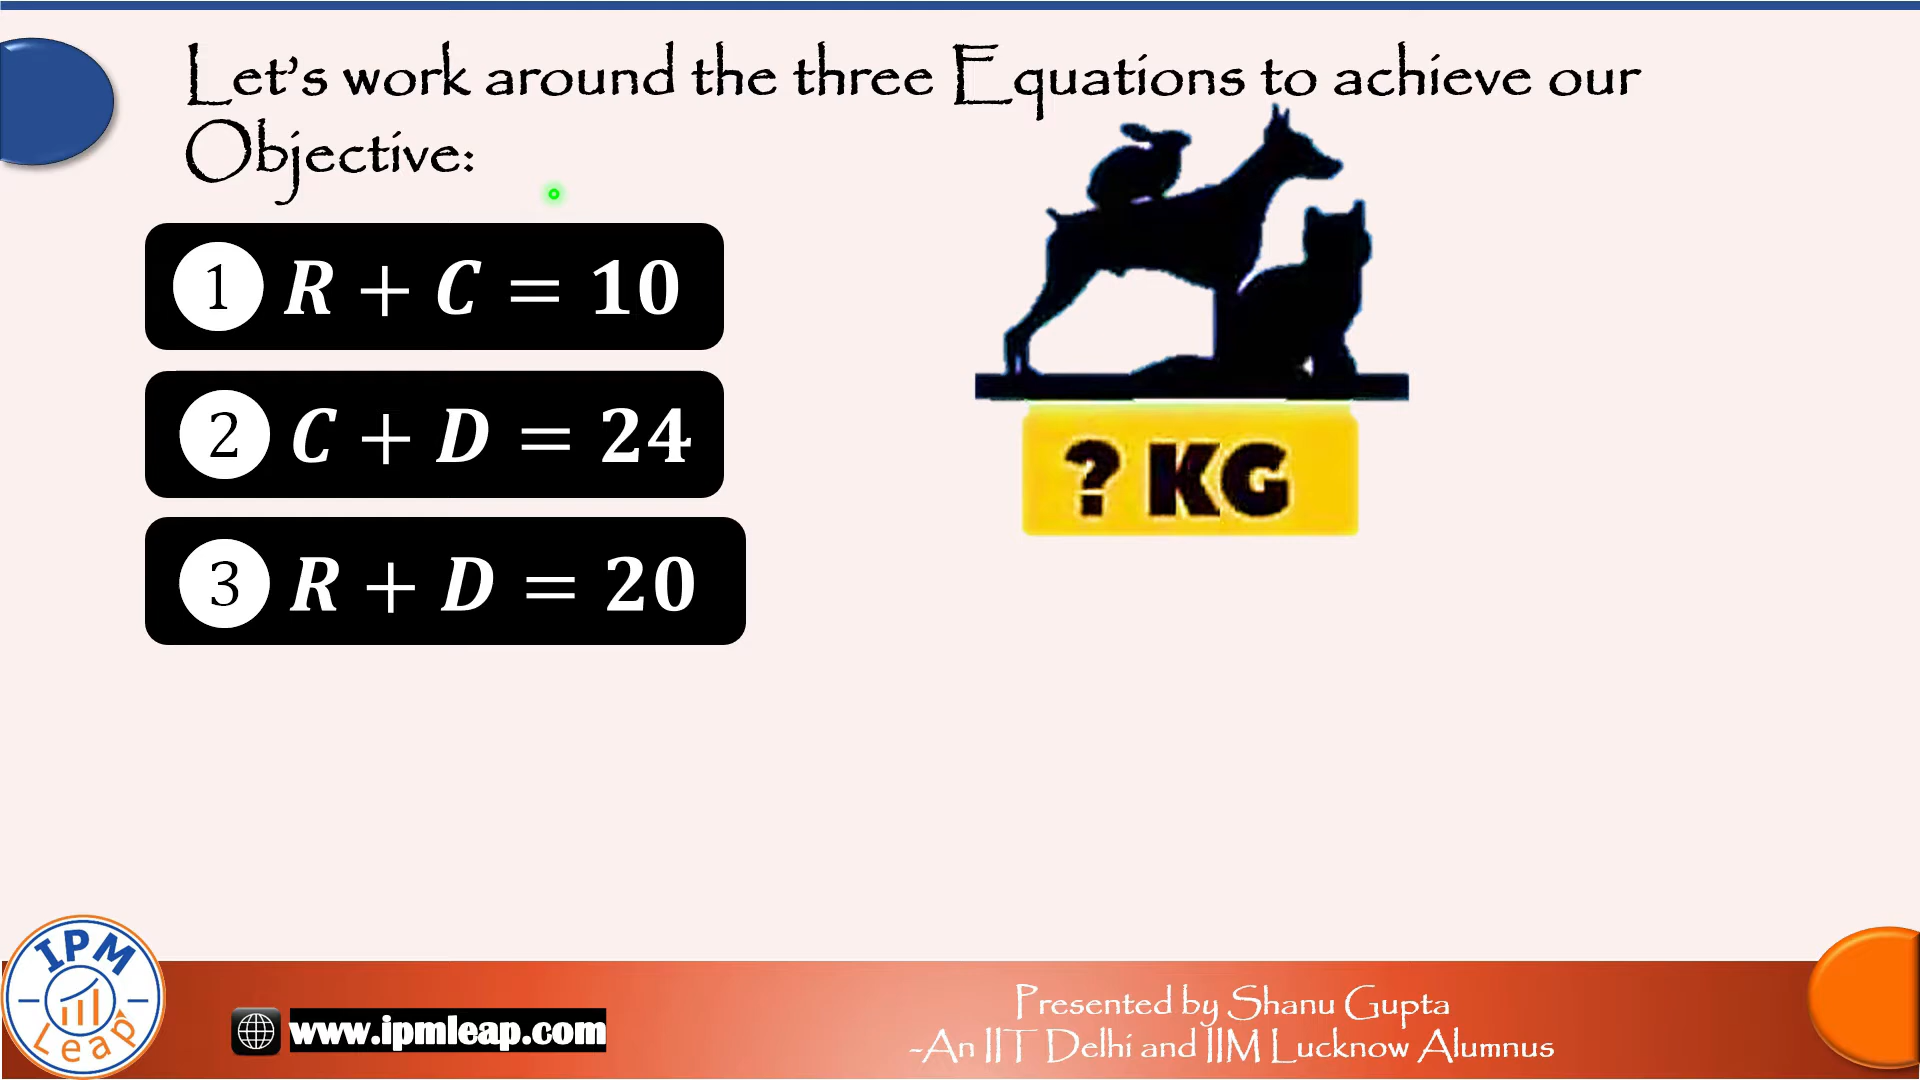 Let's work around the three Equations to achieve our
Objective:
1 R + C = 10
2 C + D = 24
3 R + D = 20
? KG
IPM
Leap
www.ipmleap.com
Presented by Shanu Gupta
-An IIT Delhi and IIM Lucknow Alumnus